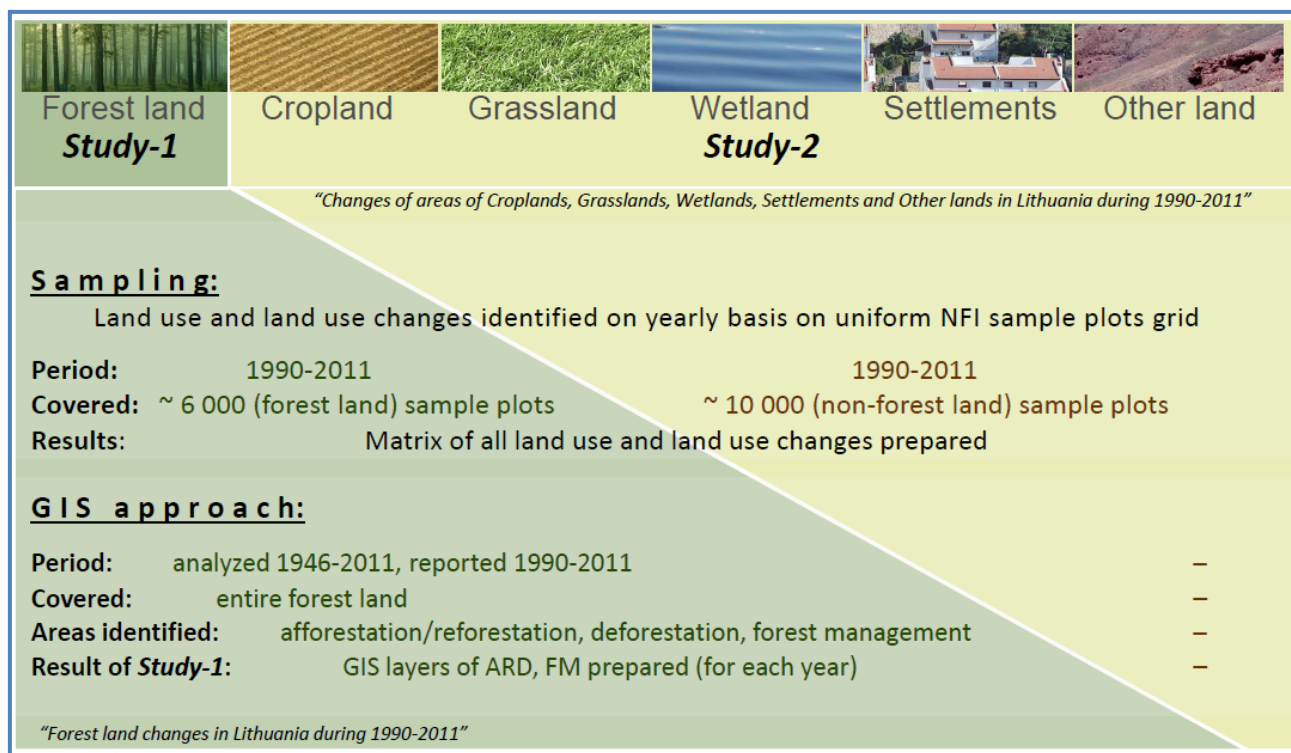 Forest land Cropland Grassland Wetland Settlements Other land
Study-1 Study-2
“Changes of areas of Croplands, Grasslands, Wetlands, Settlements and Other lands in Lithuania during 1990-2011”
Sampling:
Land use and land use changes identified on yearly basis on uniform NFI sample plots grid
Period: 1990-2011 1990-2011
Covered: ~ 6 000 (forest land) sample plots ~ 10 000 (non-forest land) sample plots
Results: Matrix of all land use and land use changes prepared
GIS approach:
Period: analyzed 1946-2011, reported 1990-2011 –
Covered: entire forest land –
Areas identified: afforestation/reforestation, deforestation, forest management –
Result of Study-1: GIS layers of ARD, FM prepared (for each year) –
“Forest land changes in Lithuania during 1990-2011”